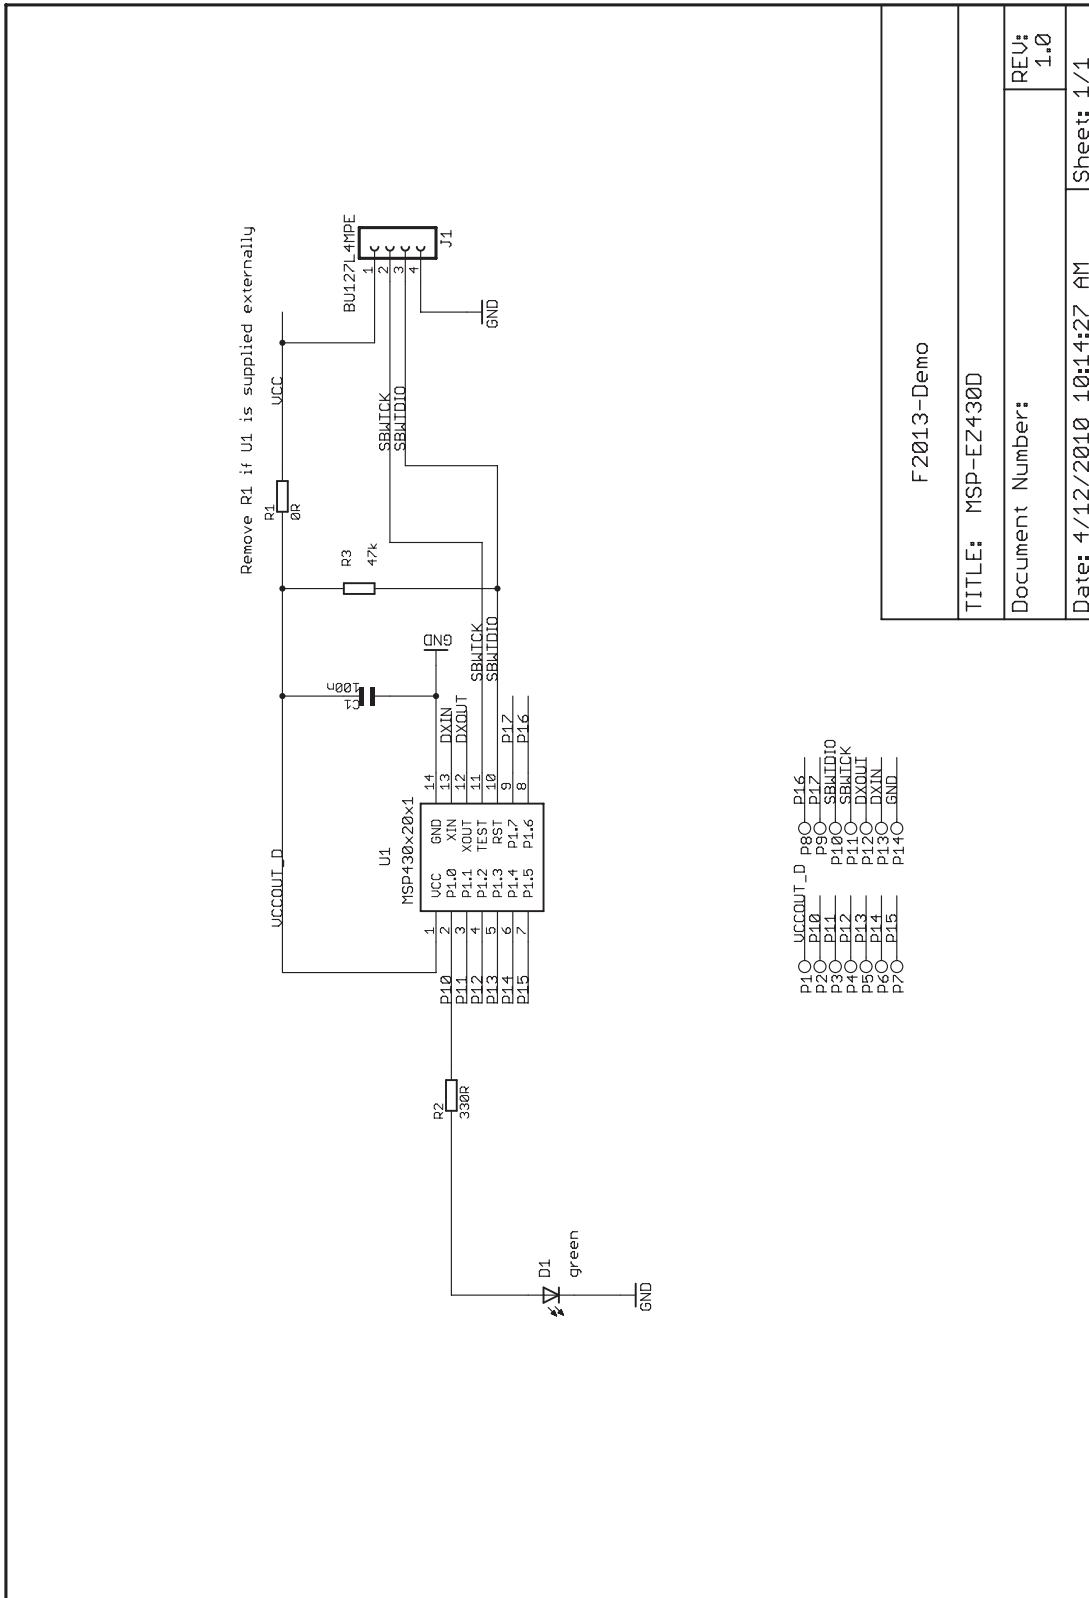 Remove R1 if U1 is supplied externally
VCCOUT_D
R1
0R
VCC
BU127L4MPE
1
2
3
4
J1
GND
SBWTCK
SBWTDIO
R3
47k
C1
100n
GND
SBWTCK
SBWTDIO
DXIN
DXOUT
P17
P16
U1
MSP430x20x1
1 VCC GND 14
2 P1.0 XIN 13
3 P1.1 XOUT 12
4 P1.2 TEST 11
5 P1.3 RST 10
6 P1.4 P1.7 9
7 P1.5 P1.6 8
P10
P11
P12
P13
P14
P15
R2
330R
D1
green
GND
P1 VCCOUT_D
P2 P10
P3 P11
P4 P12
P5 P13
P6 P14
P7 P15
P8 P16
P9 P17
P10 SBWTDIO
P11 SBWTCK
P12 DXOUT
P13 DXIN
P14 GND
F2013-Demo
TITLE: MSP-EZ430D
Document Number:
REV:
1.0
Date: 4/12/2010 10:14:27 AM
Sheet: 1/1